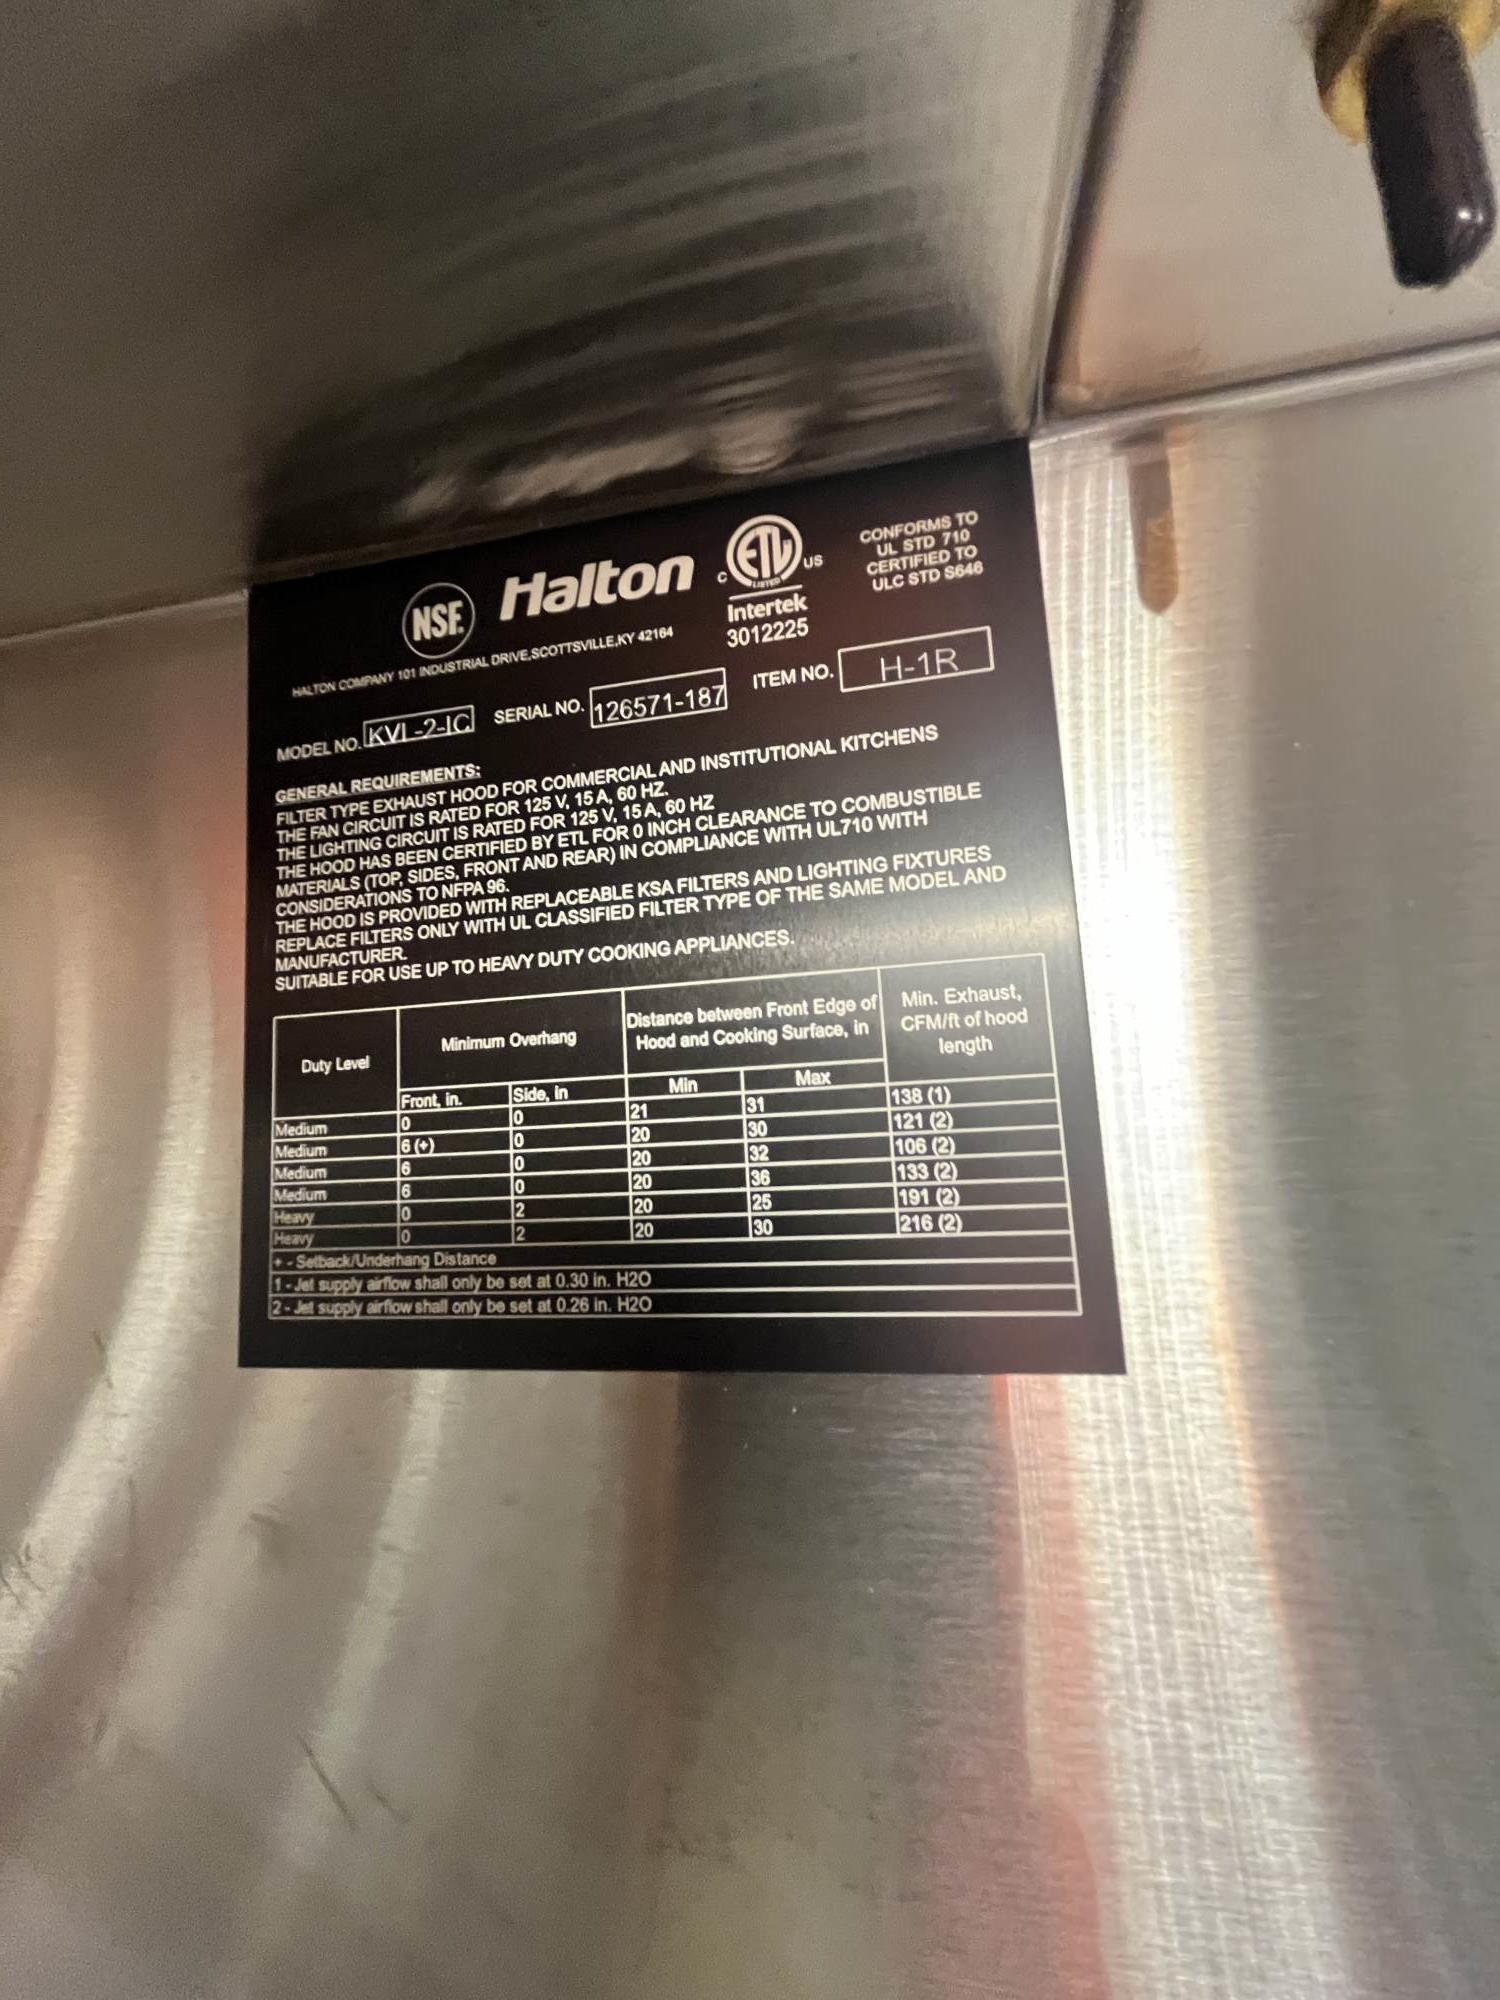 NSF.
Halton
C ETL LISTED US
Intertek
3012225
CONFORMS TO
UL STD 710
CERTIFIED TO
ULC STD S646
HALTON COMPANY 101 INDUSTRIAL DRIVE,SCOTTSVILLE,KY 42164
MODEL NO. KVL-2-IC SERIAL NO. 126571-187 ITEM NO. H-1R
GENERAL REQUIREMENTS:
FILTER TYPE EXHAUST HOOD FOR COMMERCIAL AND INSTITUTIONAL KITCHENS
THE FAN CIRCUIT IS RATED FOR 125 V, 15 A, 60 HZ.
THE LIGHTING CIRCUIT IS RATED FOR 125 V, 15 A, 60 HZ
THE HOOD HAS BEEN CERTIFIED BY ETL FOR 0 INCH CLEARANCE TO COMBUSTIBLE
MATERIALS (TOP, SIDES, FRONT AND REAR) IN COMPLIANCE WITH UL710 WITH
CONSIDERATIONS TO NFPA 96.
THE HOOD IS PROVIDED WITH REPLACEABLE KSA FILTERS AND LIGHTING FIXTURES
REPLACE FILTERS ONLY WITH UL CLASSIFIED FILTER TYPE OF THE SAME MODEL AND
MANUFACTURER.
SUITABLE FOR USE UP TO HEAVY DUTY COOKING APPLIANCES.
Duty Level
Minimum Overhang
Distance between Front Edge of
Hood and Cooking Surface, in
Min. Exhaust,
CFM/ft of hood
length
Front, in. Side, in Min Max
Medium 0 0 21 31 138 (1)
Medium 6 (+) 0 20 30 121 (2)
Medium 6 0 20 32 106 (2)
Medium 6 0 20 36 133 (2)
Heavy 0 2 20 25 191 (2)
Heavy 0 2 20 30 216 (2)
+ - Setback/Underhang Distance
1 - Jet supply airflow shall only be set at 0.30 in. H2O
2 - Jet supply airflow shall only be set at 0.26 in. H2O